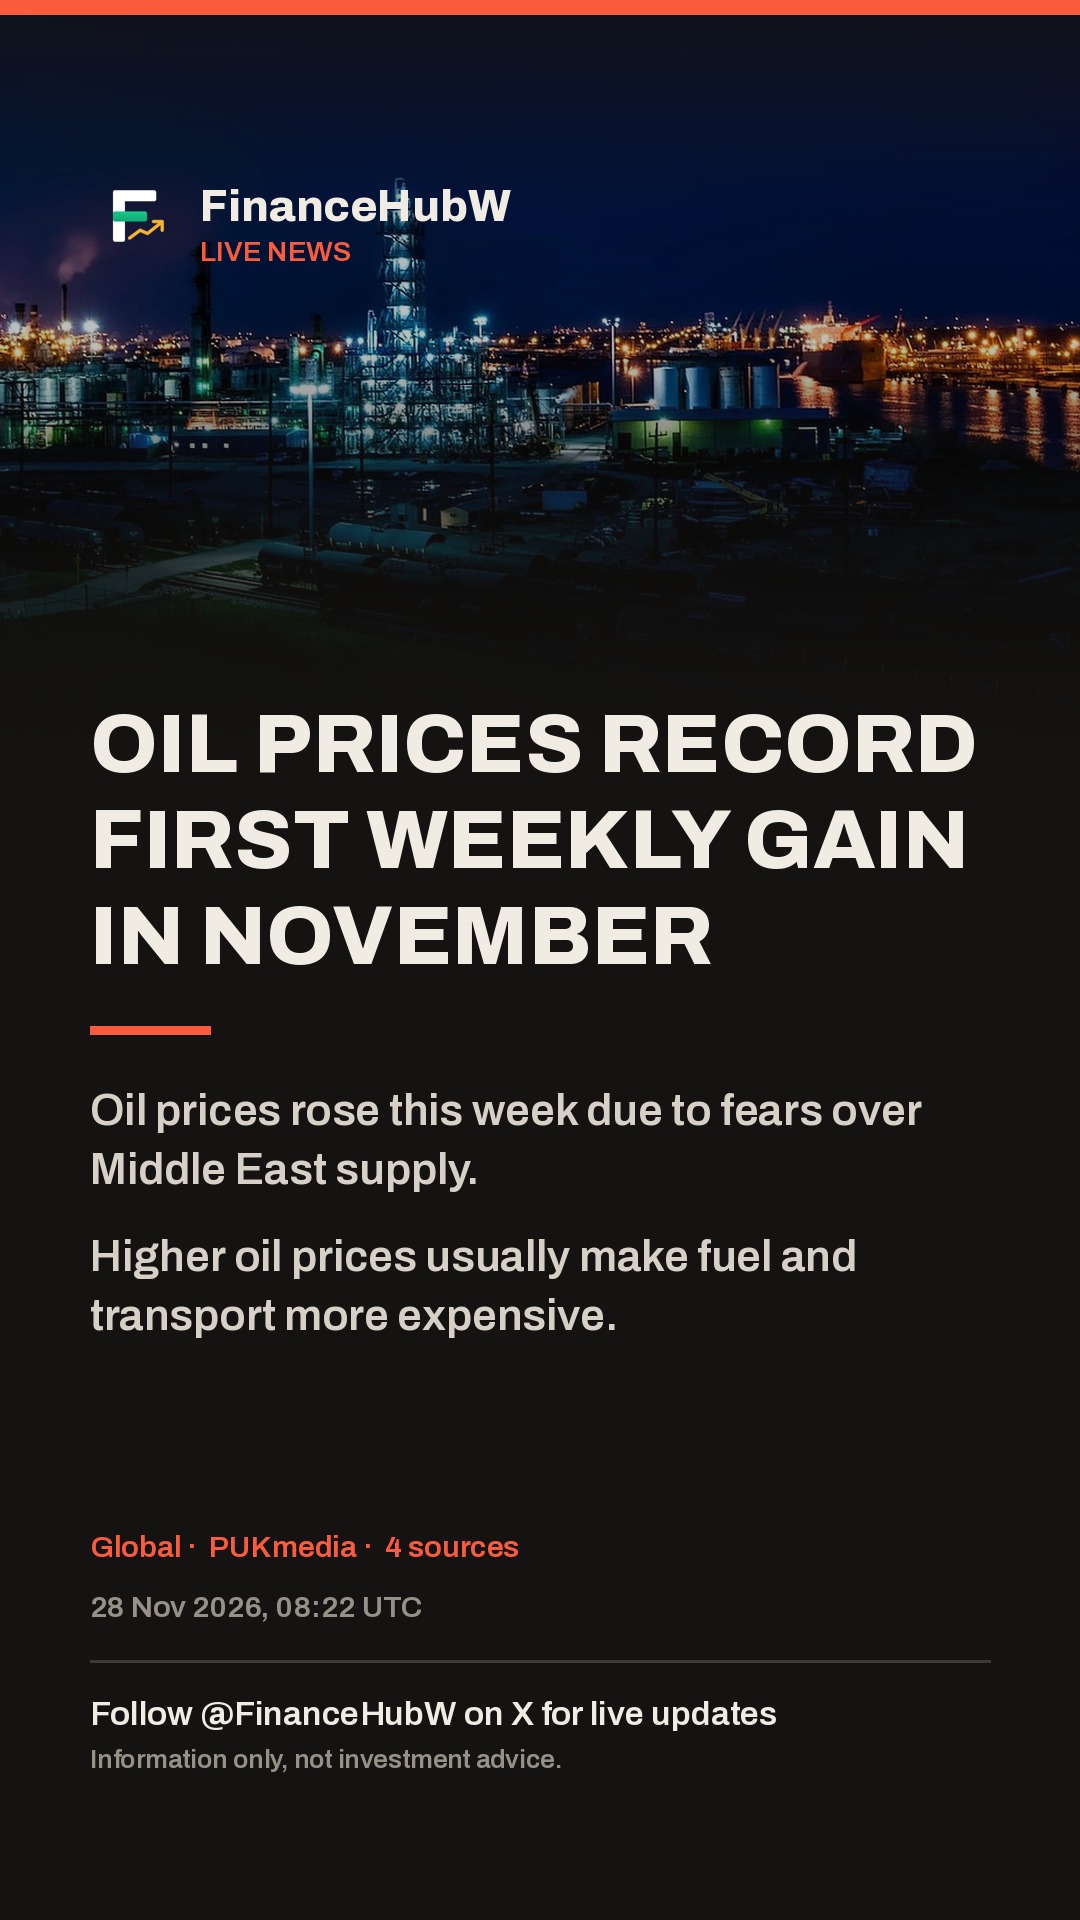 FinanceHubW
LIVE NEWS
OIL PRICES RECORD
FIRST WEEKLY GAIN
IN NOVEMBER
Oil prices rose this week due to fears over
Middle East supply.
Higher oil prices usually make fuel and
transport more expensive.
Global · PUKmedia · 4 sources
28 Nov 2026, 08:22 UTC
Follow @FinanceHubW on X for live updates
Information only, not investment advice.